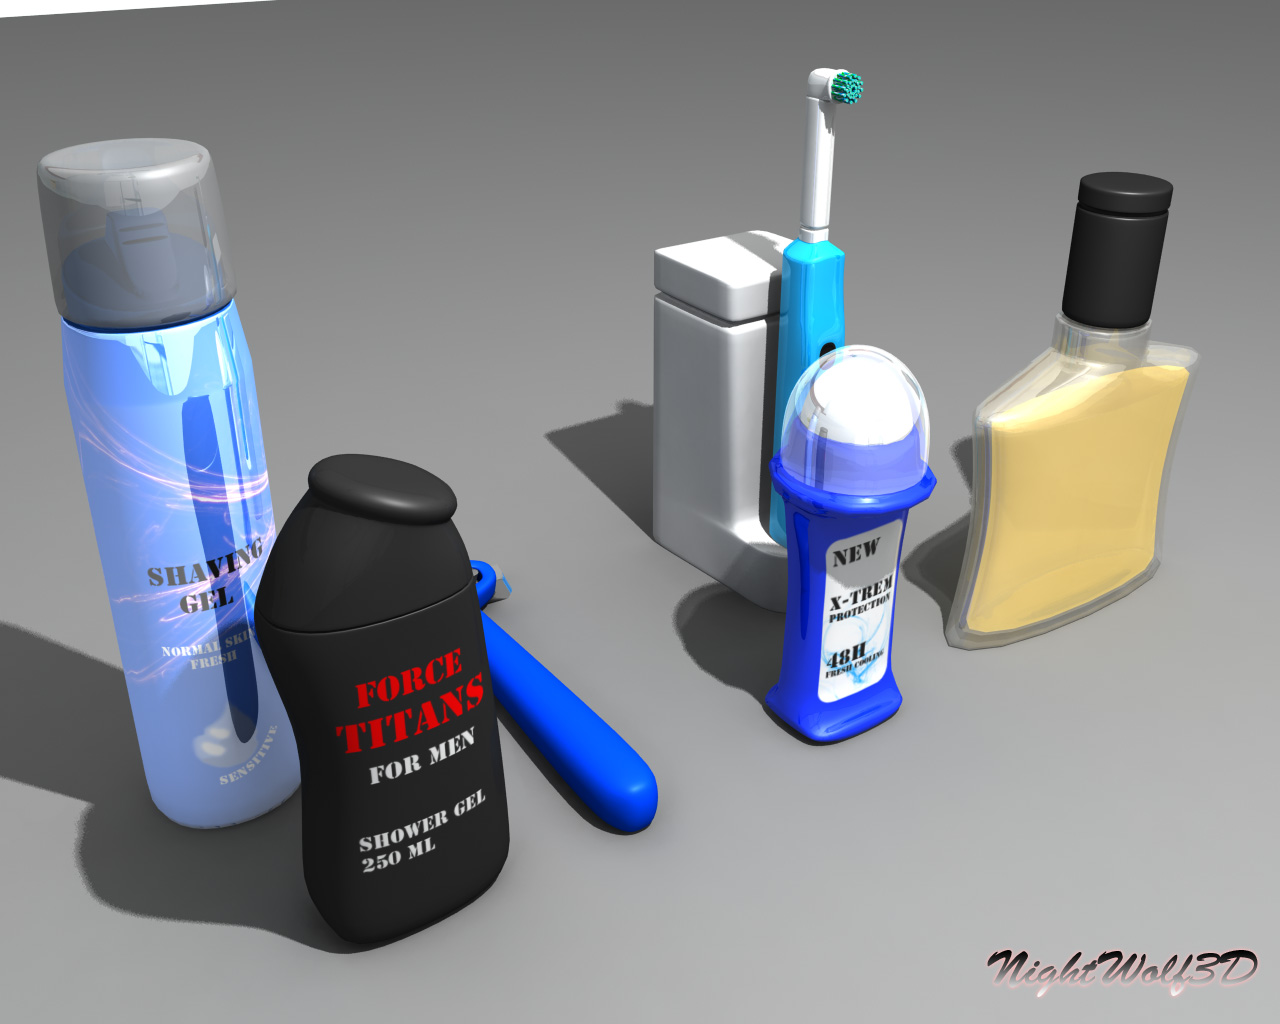 SHAVING
GEL
NORMAL SKIN
FRESH
SENSITIVE
FORCE
TITANS
FOR MEN
SHOWER GEL
250 ML
NEW
X-TREM
PROTECTION
48H
FRESH COOLING
NightWolf3D